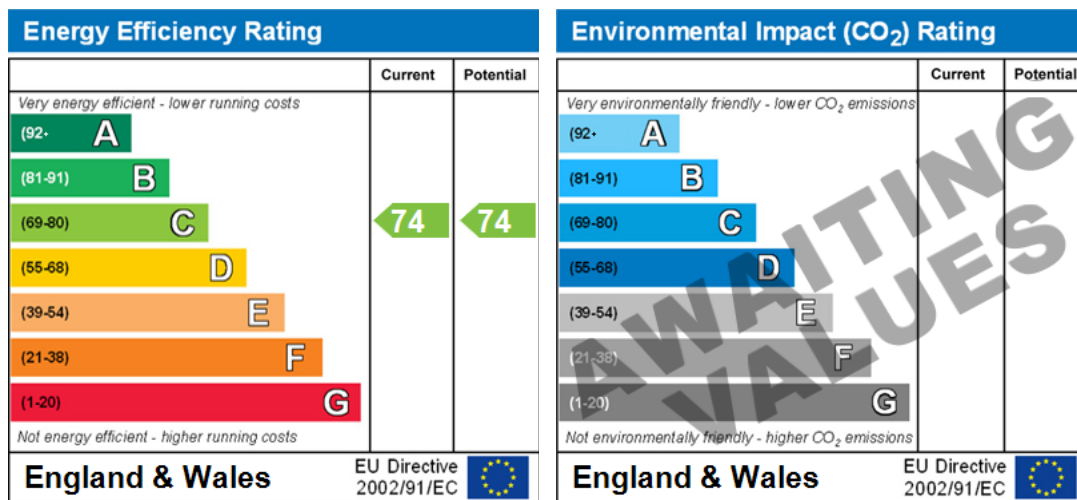 Energy Efficiency Rating
Current Potential
Very energy efficient - lower running costs
(92- A
(81-91) B
(69-80) C 74 74
(55-68) D
(39-54) E
(21-38) F
(1-20) G
Not energy efficient - higher running costs
England & Wales
EU Directive
2002/91/EC
Environmental Impact (CO₂) Rating
Current Potential
Very environmentally friendly - lower CO₂ emissions
(92- A
(81-91) B
(69-80) C
(55-68) D
(39-54) E
(21-38) F
(1-20) G
AWAITING
VALUES
Not environmentally friendly - higher CO₂ emissions
England & Wales
EU Directive
2002/91/EC